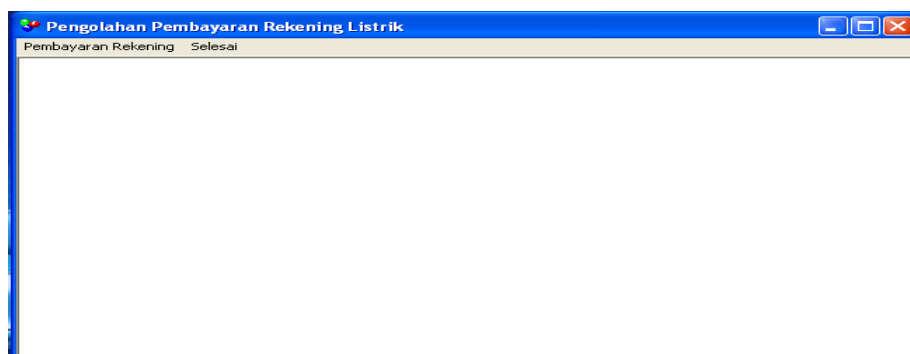 Pengolahan Pembayaran Rekening Listrik
Pembayaran Rekening Selesai